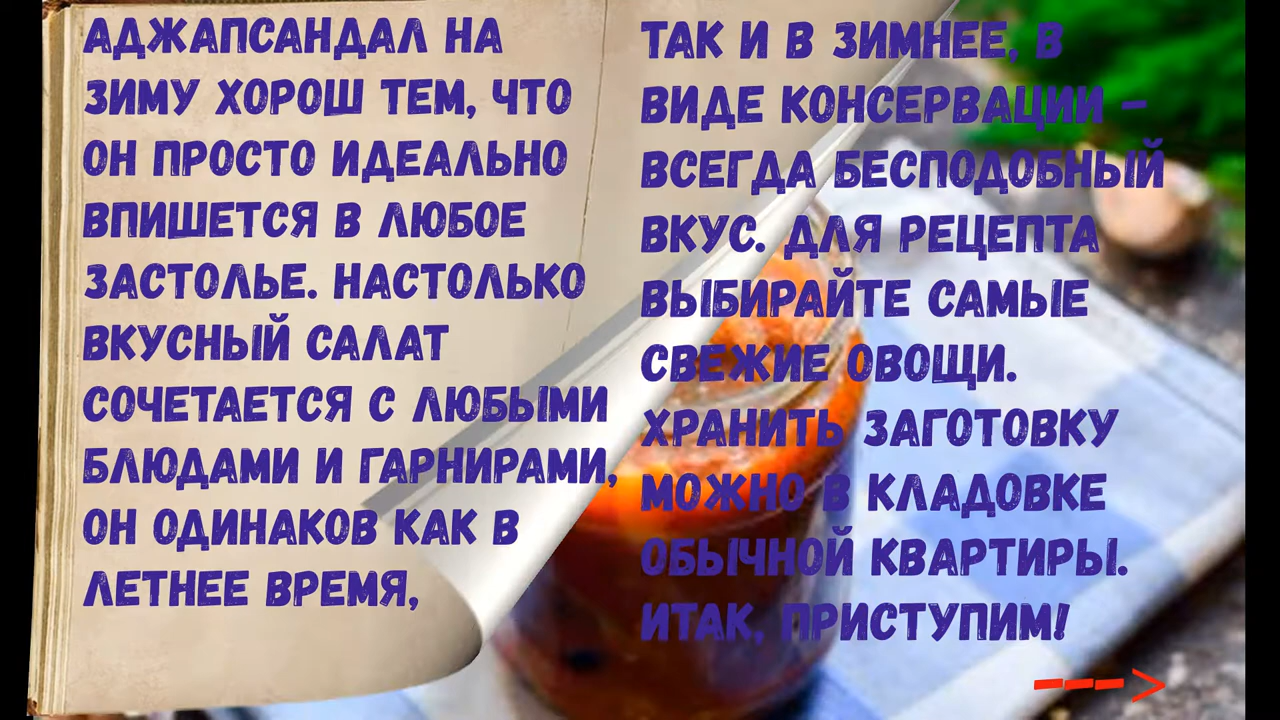 АДЖАПСАНДАЛ НА
ЗИМУ ХОРОШ ТЕМ, ЧТО
ОН ПРОСТО ИДЕАЛЬНО
ВПИШЕТСЯ В ЛЮБОЕ
ЗАСТОЛЬЕ. НАСТОЛЬКО
ВКУСНЫЙ САЛАТ
СОЧЕТАЕТСЯ С ЛЮБЫМИ
БЛЮДАМИ И ГАРНИРАМИ,
ОН ОДИНАКОВ КАК В
ЛЕТНЕЕ ВРЕМЯ,
ТАК И В ЗИМНЕЕ, В
ВИДЕ КОНСЕРВАЦИИ –
ВСЕГДА БЕСПОДОБНЫЙ
ВКУС. ДЛЯ РЕЦЕПТА
ВЫБИРАЙТЕ САМЫЕ
СВЕЖИЕ ОВОЩИ.
ХРАНИТЬ ЗАГОТОВКУ
МОЖНО В КЛАДОВКЕ
ОБЫЧНОЙ КВАРТИРЫ.
ИТАК, ПРИСТУПИМ!